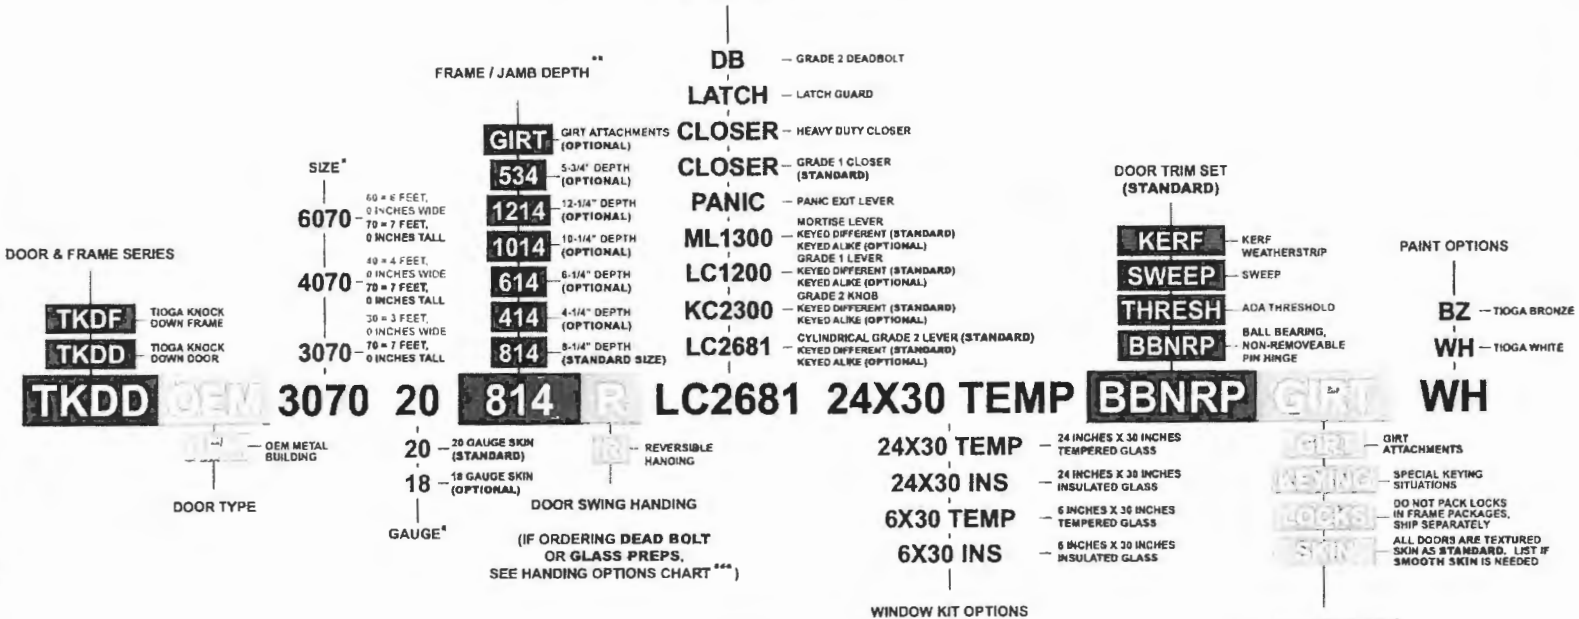 DB — GRADE 2 DEADBOLT
LATCH — LATCH GUARD
CLOSER — HEAVY DUTY CLOSER
CLOSER — GRADE 1 CLOSER
(STANDARD)
PANIC — PANIC EXIT LEVER
ML1300 — MORTISE LEVER
KEYED DIFFERENT (STANDARD)
KEYED ALIKE (OPTIONAL)
LC1200 — GRADE 1 LEVER
KEYED DIFFERENT (STANDARD)
KEYED ALIKE (OPTIONAL)
KC2300 — GRADE 2 KNOB
KEYED DIFFERENT (STANDARD)
KEYED ALIKE (OPTIONAL)
LC2681 — CYLINDRICAL GRADE 2 LEVER (STANDARD)
KEYED DIFFERENT (STANDARD)
KEYED ALIKE (OPTIONAL)
FRAME / JAMB DEPTH **
GIRT GIRT ATTACHMENTS
(OPTIONAL)
534 5-3/4" DEPTH
(OPTIONAL)
1214 12-1/4" DEPTH
(OPTIONAL)
1014 10-1/4" DEPTH
(OPTIONAL)
614 6-1/4" DEPTH
(OPTIONAL)
414 4-1/4" DEPTH
(OPTIONAL)
814 8-1/4" DEPTH
(STANDARD SIZE)
SIZE*
6070 — 60 = 6 FEET,
0 INCHES WIDE
70 = 7 FEET,
0 INCHES TALL
4070 — 40 = 4 FEET,
0 INCHES WIDE
70 = 7 FEET,
0 INCHES TALL
3070 — 30 = 3 FEET,
0 INCHES WIDE
70 = 7 FEET,
0 INCHES TALL
DOOR & FRAME SERIES
TKDF TIOGA KNOCK
DOWN FRAME
TKDD TIOGA KNOCK
DOWN DOOR
DOOR TRIM SET
(STANDARD)
KERF — KERF
WEATHERSTRIP
SWEEP — SWEEP
THRESH — ADA THRESHOLD
BBNRP — BALL BEARING,
NON-REMOVEABLE
PIN HINGE
PAINT OPTIONS
BZ — TIOGA BRONZE
WH — TIOGA WHITE
TKDD OEM 3070 20 814 R LC2681 24X30 TEMP BBNRP GIRT WH
— OEM METAL
BUILDING
DOOR TYPE
20 — 20 GAUGE SKIN
(STANDARD)
18 — 18 GAUGE SKIN
(OPTIONAL)
GAUGE*
R — REVERSIBLE
HANDING
DOOR SWING HANDING
(IF ORDERING DEAD BOLT
OR GLASS PREPS,
SEE HANDING OPTIONS CHART ***)
24X30 TEMP — 24 INCHES X 30 INCHES
TEMPERED GLASS
24X30 INS — 24 INCHES X 30 INCHES
INSULATED GLASS
6X30 TEMP — 6 INCHES X 30 INCHES
TEMPERED GLASS
6X30 INS — 6 INCHES X 30 INCHES
INSULATED GLASS
WINDOW KIT OPTIONS
GIRT — GIRT
ATTACHMENTS
KEYING — SPECIAL KEYING
SITUATIONS
LOCKS — DO NOT PACK LOCKS
IN FRAME PACKAGES,
SHIP SEPARATELY
SKIN — ALL DOORS ARE TEXTURED
SKIN AS STANDARD. LIST IF
SMOOTH SKIN IS NEEDED